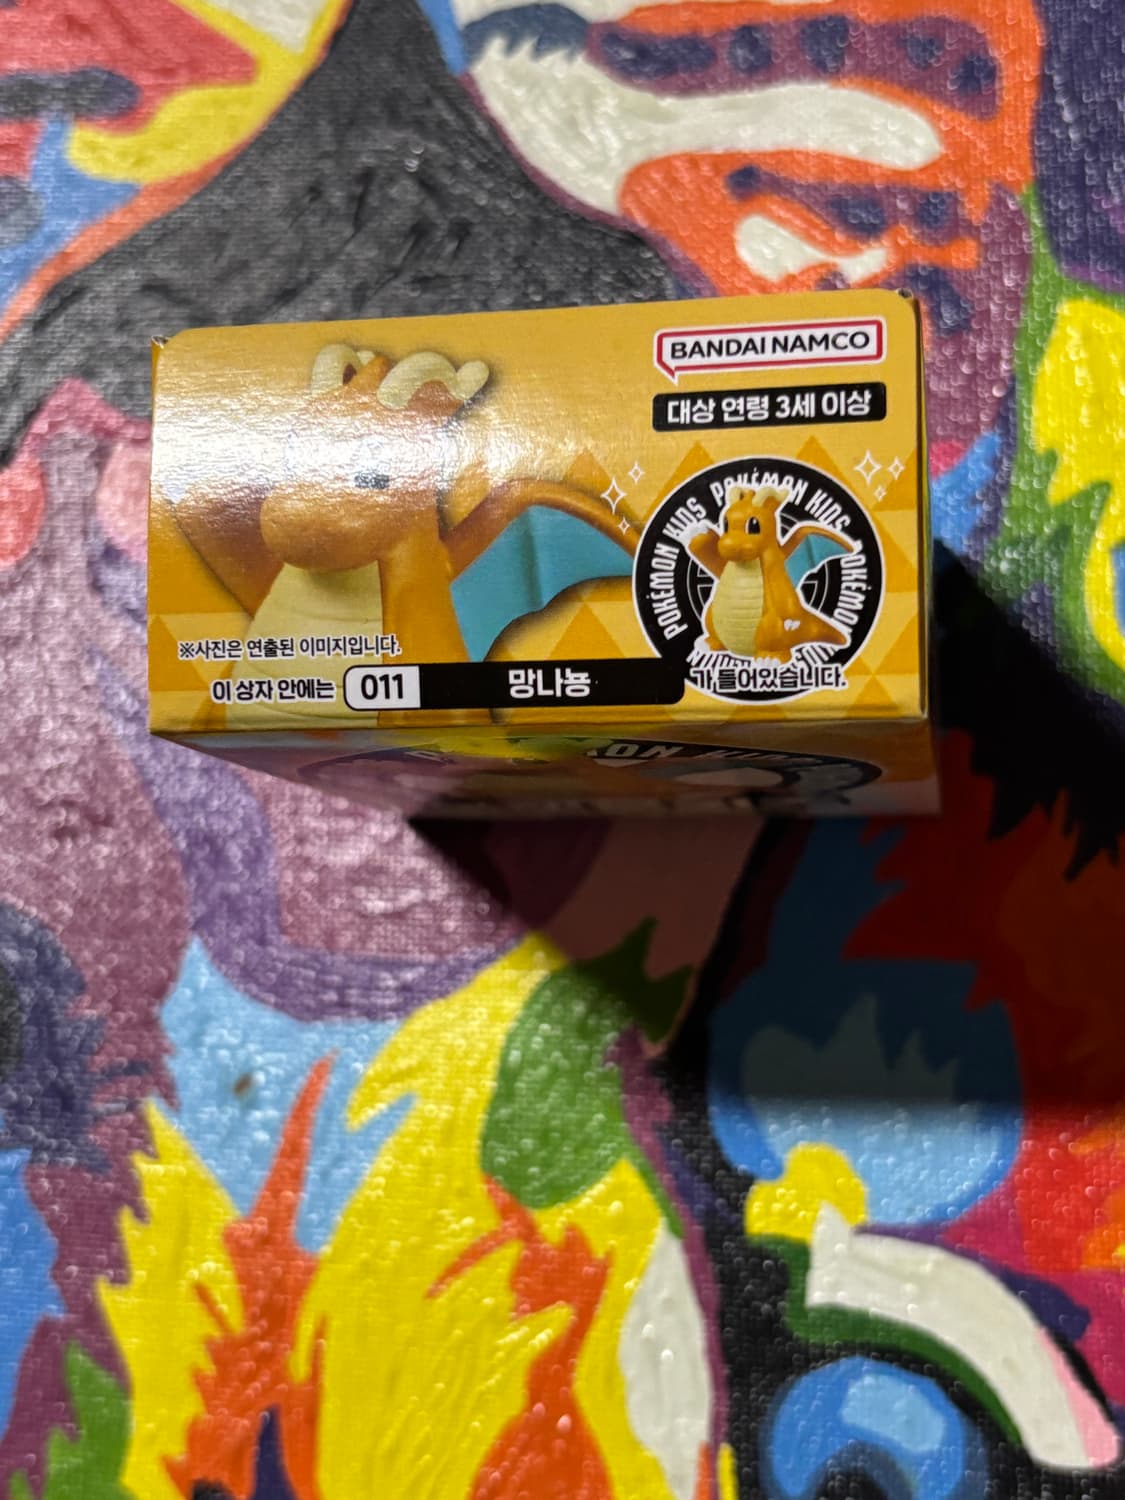 BANDAI NAMCO
대상 연령 3세 이상
POKÉMON KIDS POKÉMON KIDS POKÉMON
※사진은 연출된 이미지입니다.
이 상자 안에는 011 망나뇽 가 들어있습니다.